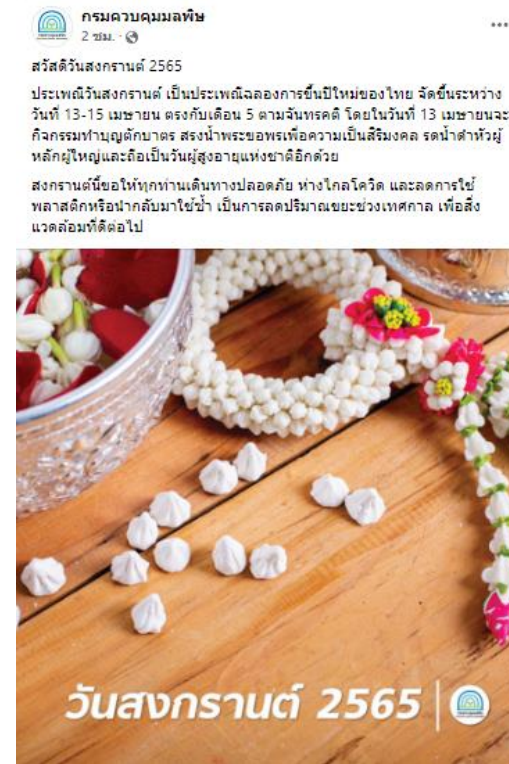 กรมควบคุมมลพิษ
2 ชม.
สวัสดีวันสงกรานต์ 2565
ประเพณีวันสงกรานต์ เป็นประเพณีฉลองการขึ้นปีใหม่ของไทย จัดขึ้นระหว่าง
วันที่ 13-15 เมษายน ตรงกับเดือน 5 ตามจันทรคติ โดยในวันที่ 13 เมษายนจะ
กิจกรรมทำบุญตักบาตร สรงน้ำพระขอพรเพื่อความเป็นสิริมงคล รดน้ำดำหัวผู้
หลักผู้ใหญ่และถือเป็นวันผู้สูงอายุแห่งชาติอีกด้วย
สงกรานต์นี้ขอให้ทุกท่านเดินทางปลอดภัย ห่างไกลโควิด และลดการใช้
พลาสติกหรือนำกลับมาใช้ซ้ำ เป็นการลดปริมาณขยะช่วงเทศกาล เพื่อสิ่ง
แวดล้อมที่ดีต่อไป
วันสงกรานต์ 2565